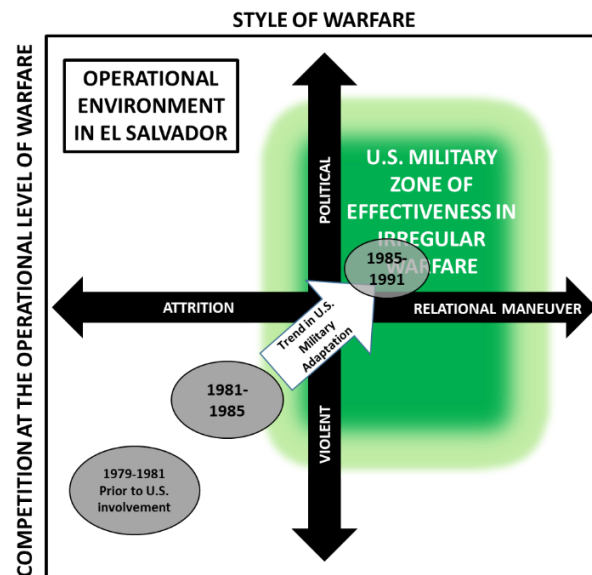 STYLE OF WARFARE
COMPETITION AT THE OPERATIONAL LEVEL OF WARFARE
OPERATIONAL
ENVIRONMENT
IN EL SALVADOR
POLITICAL
U.S. MILITARY
ZONE OF
EFFECTIVENESS IN
IRREGULAR
WARFARE
1985-
1991
ATTRITION
RELATIONAL MANEUVER
Trend in U.S.
Military
Adaptation
1981-
1985
VIOLENT
1979-1981
Prior to U.S.
involvement